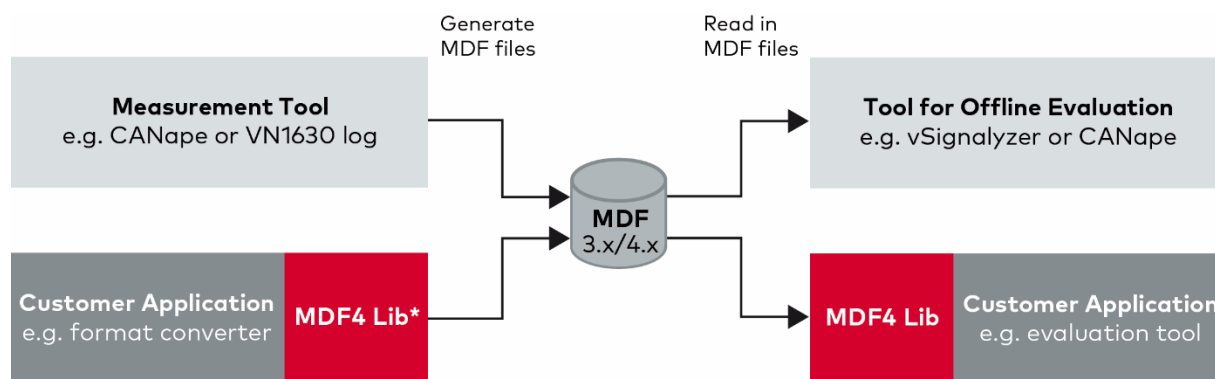 Generate
MDF files
Read in
MDF files
Measurement Tool
e.g. CANape or VN1630 log
Tool for Offline Evaluation
e.g. vSignalyzer or CANape
MDF
3.x/4.x
Customer Application
e.g. format converter
MDF4 Lib*
MDF4 Lib
Customer Application
e.g. evaluation tool